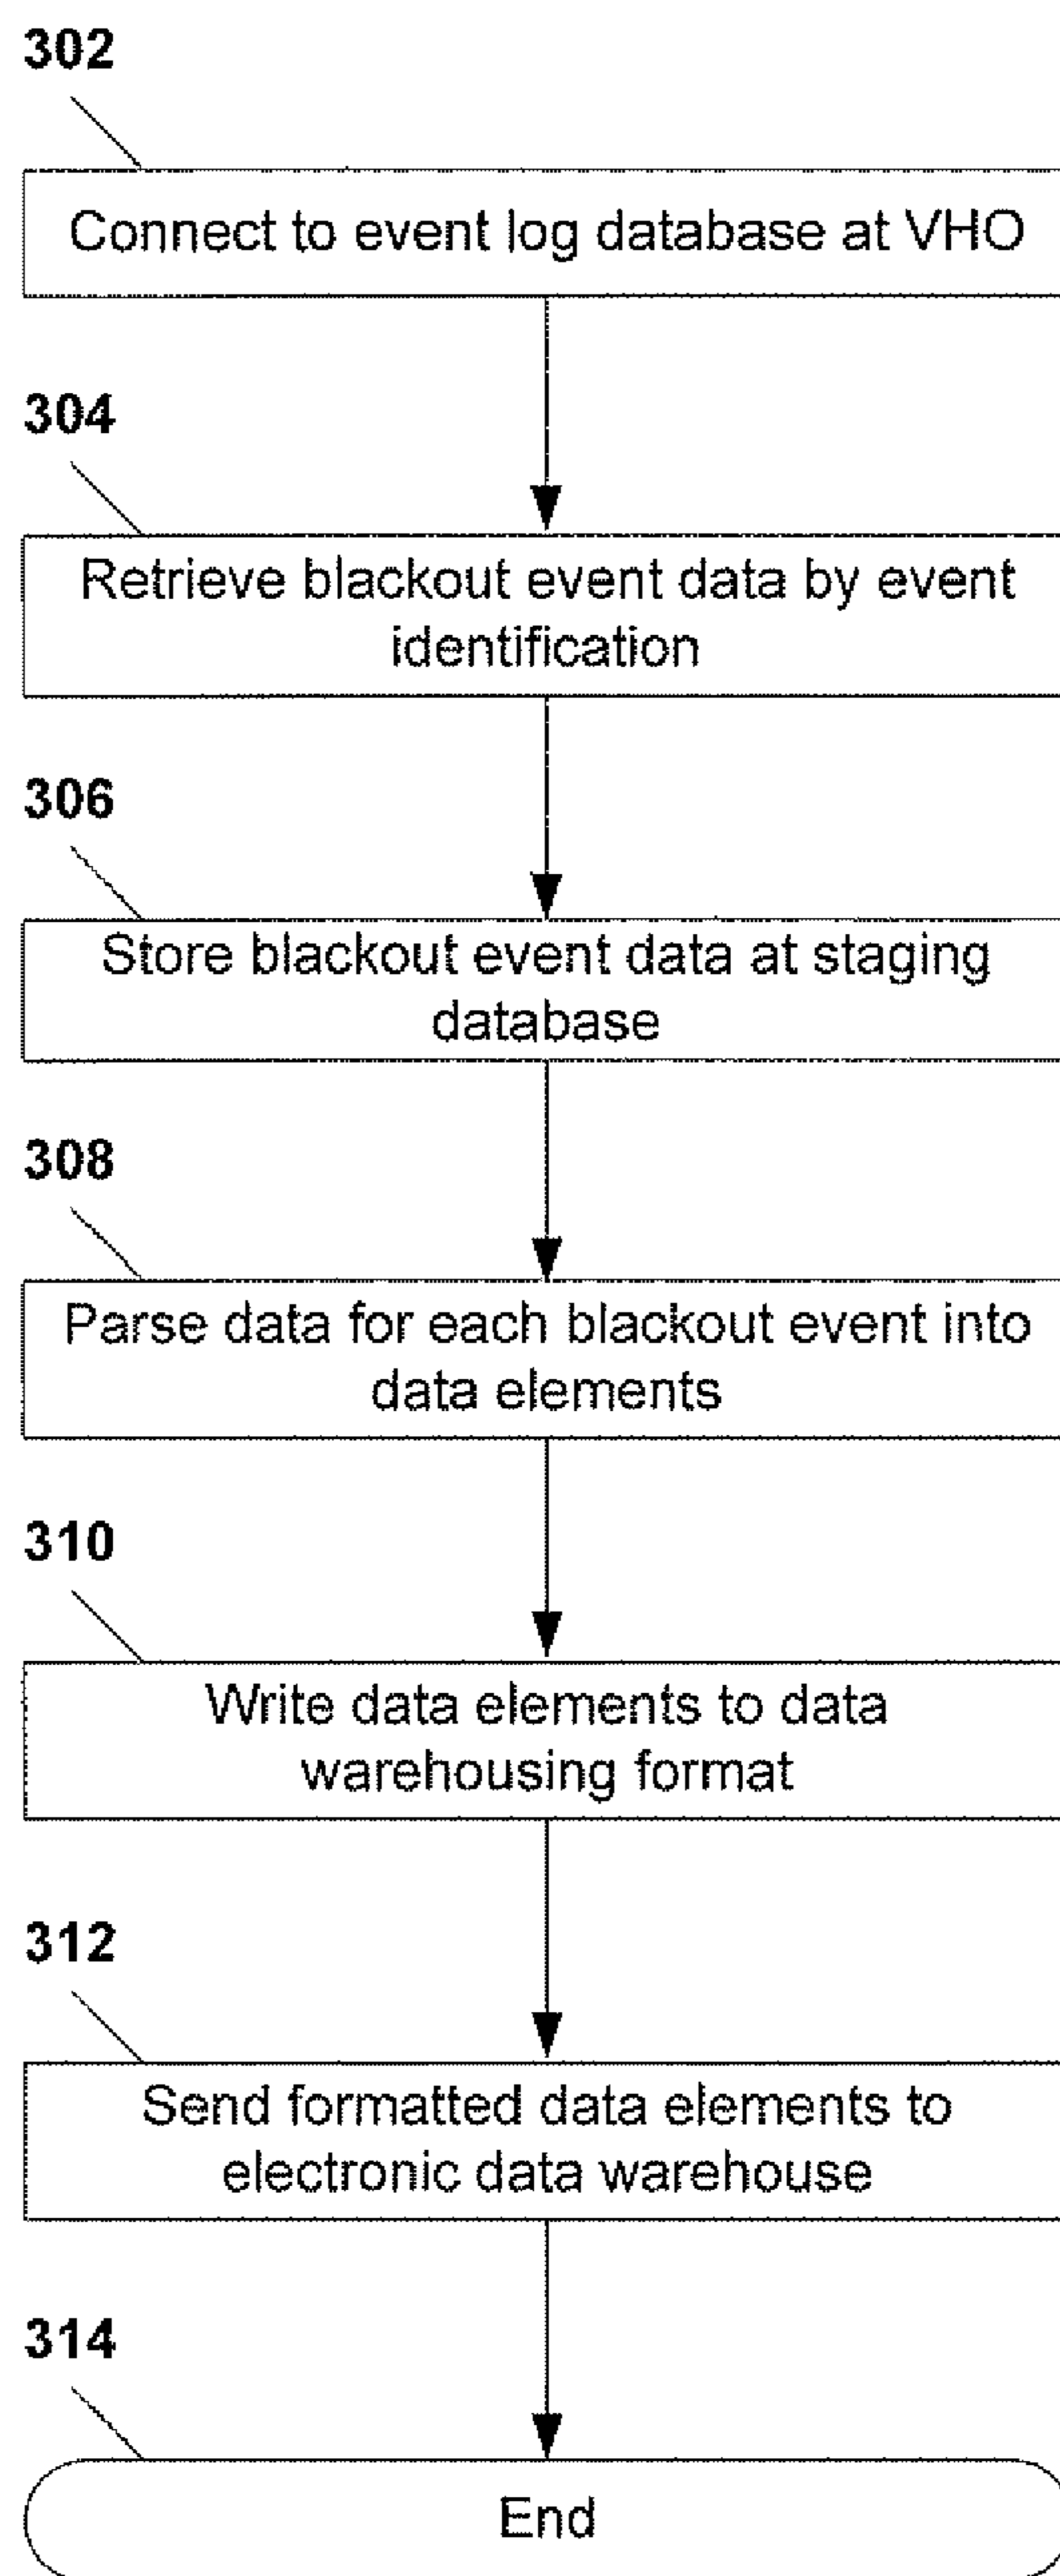 302
Connect to event log database at VHO
304
Retrieve blackout event data by event
identification
306
Store blackout event data at staging
database
308
Parse data for each blackout event into
data elements
310
Write data elements to data
warehousing format
312
Send formatted data elements to
electronic data warehouse
314
End